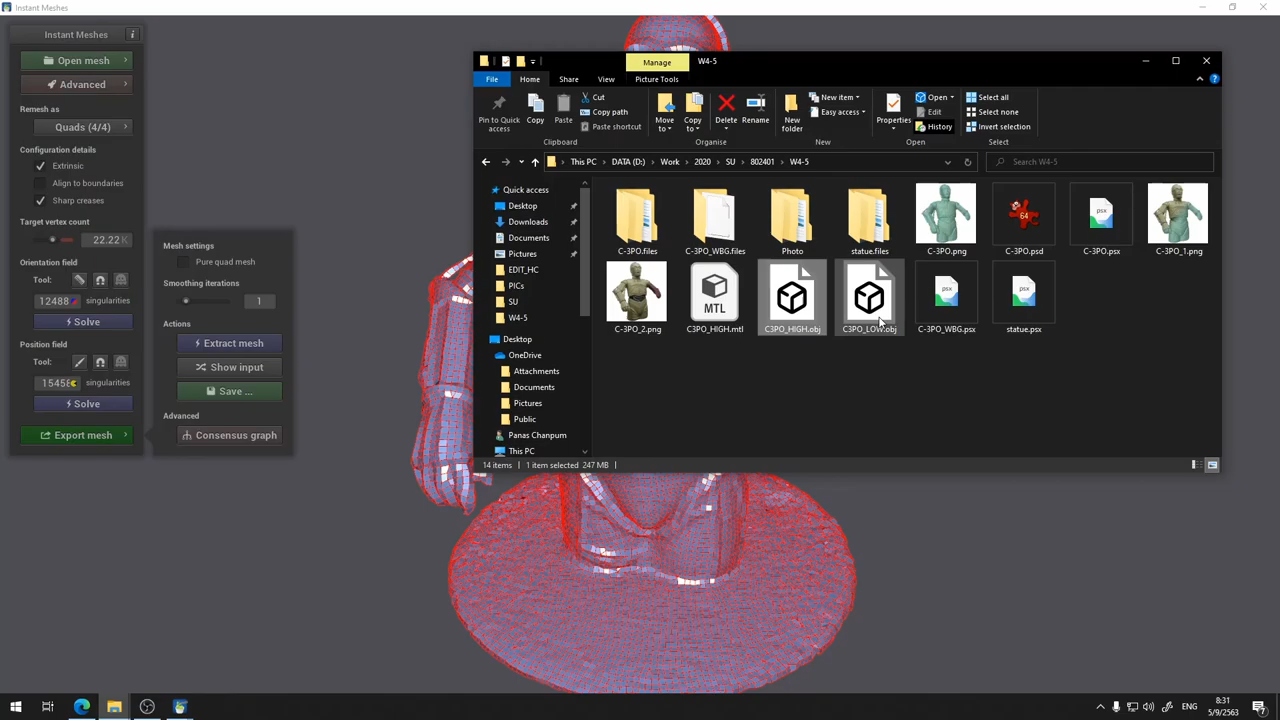 Instant Meshes
Instant Meshes
i
Open mesh
Advanced
Remesh as
Quads (4/4)
Configuration details
Extrinsic
Align to boundaries
Sharp creases
Target vertex count
22.22 K
Orientation field
Tool:
12488 singularities
Solve
Position field
Tool:
15458 singularities
Solve
Export mesh
Mesh settings
Pure quad mesh
Smoothing iterations
1
Actions
Extract mesh
Show input
Save ...
Advanced
Consensus graph
Manage
W4-5
File
Home
Share
View
Picture Tools
Pin to Quick access
Copy
Paste
Cut
Copy path
Paste shortcut
Clipboard
Move to
Copy to
Delete
Rename
Organise
New folder
New item
Easy access
New
Properties
Open
Edit
History
Open
Select all
Select none
Invert selection
Select
This PC > DATA (D:) > Work > 2020 > SU > 802401 > W4-5
Search W4-5
Quick access
Desktop
Downloads
Documents
Pictures
EDIT_HC
PICs
SU
W4-5
Desktop
OneDrive
Attachments
Documents
Pictures
Public
Panas Chanpum
This PC
C-3PO.files
C-3PO_WBG.files
Photo
statue.files
C-3PO.png
64
C-3PO.psd
psx
C-3PO.psx
C-3PO_1.png
C-3PO_2.png
MTL
C3PO_HIGH.mtl
C3PO_HIGH.obj
C3PO_LOW.obj
psx
C-3PO_WBG.psx
psx
statue.psx
14 items
1 item selected 247 MB
ENG
8:31
5/9/2563
7